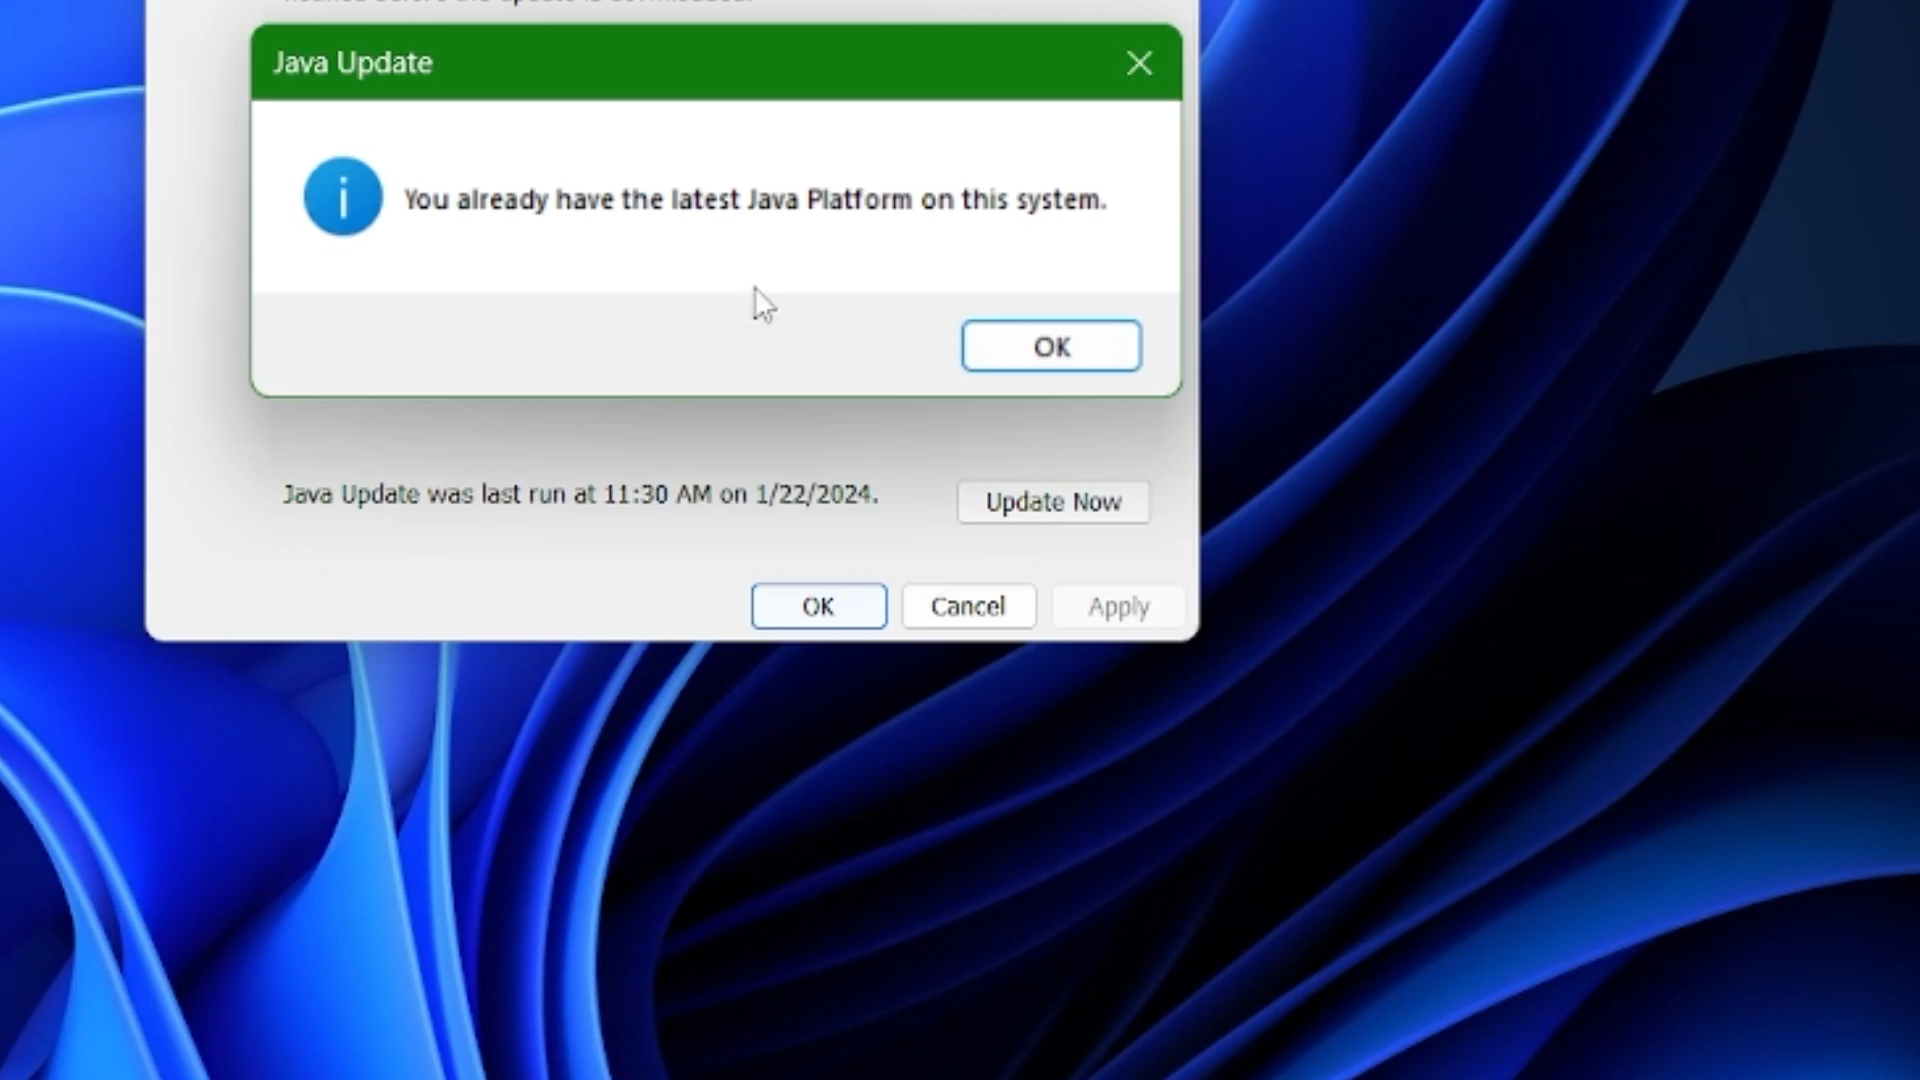 Java Update
You already have the latest Java Platform on this system.
OK
Java Update was last run at 11:30 AM on 1/22/2024.
Update Now
OK
Cancel
Apply